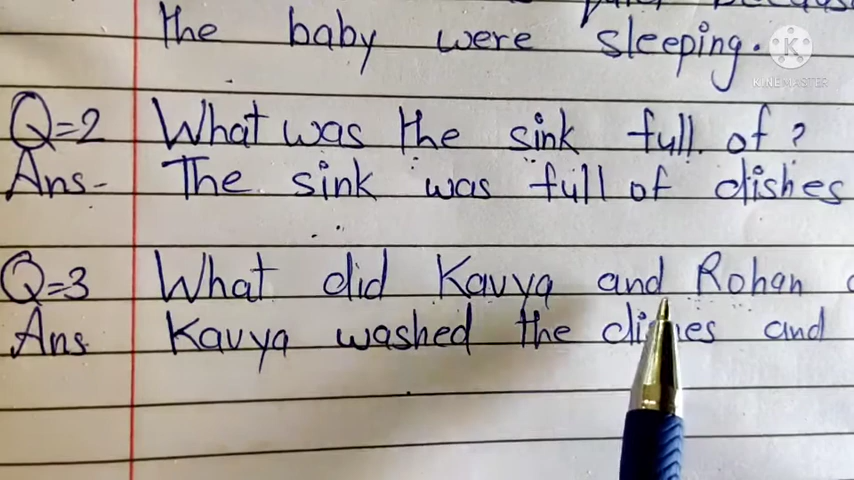 the baby were sleeping.
KINEMASTER
Q=2 What was the sink full of ?
Ans- The sink was full of dishes
Q=3 What did Kavya and Rohan
Ans Kavya washed the dishes and